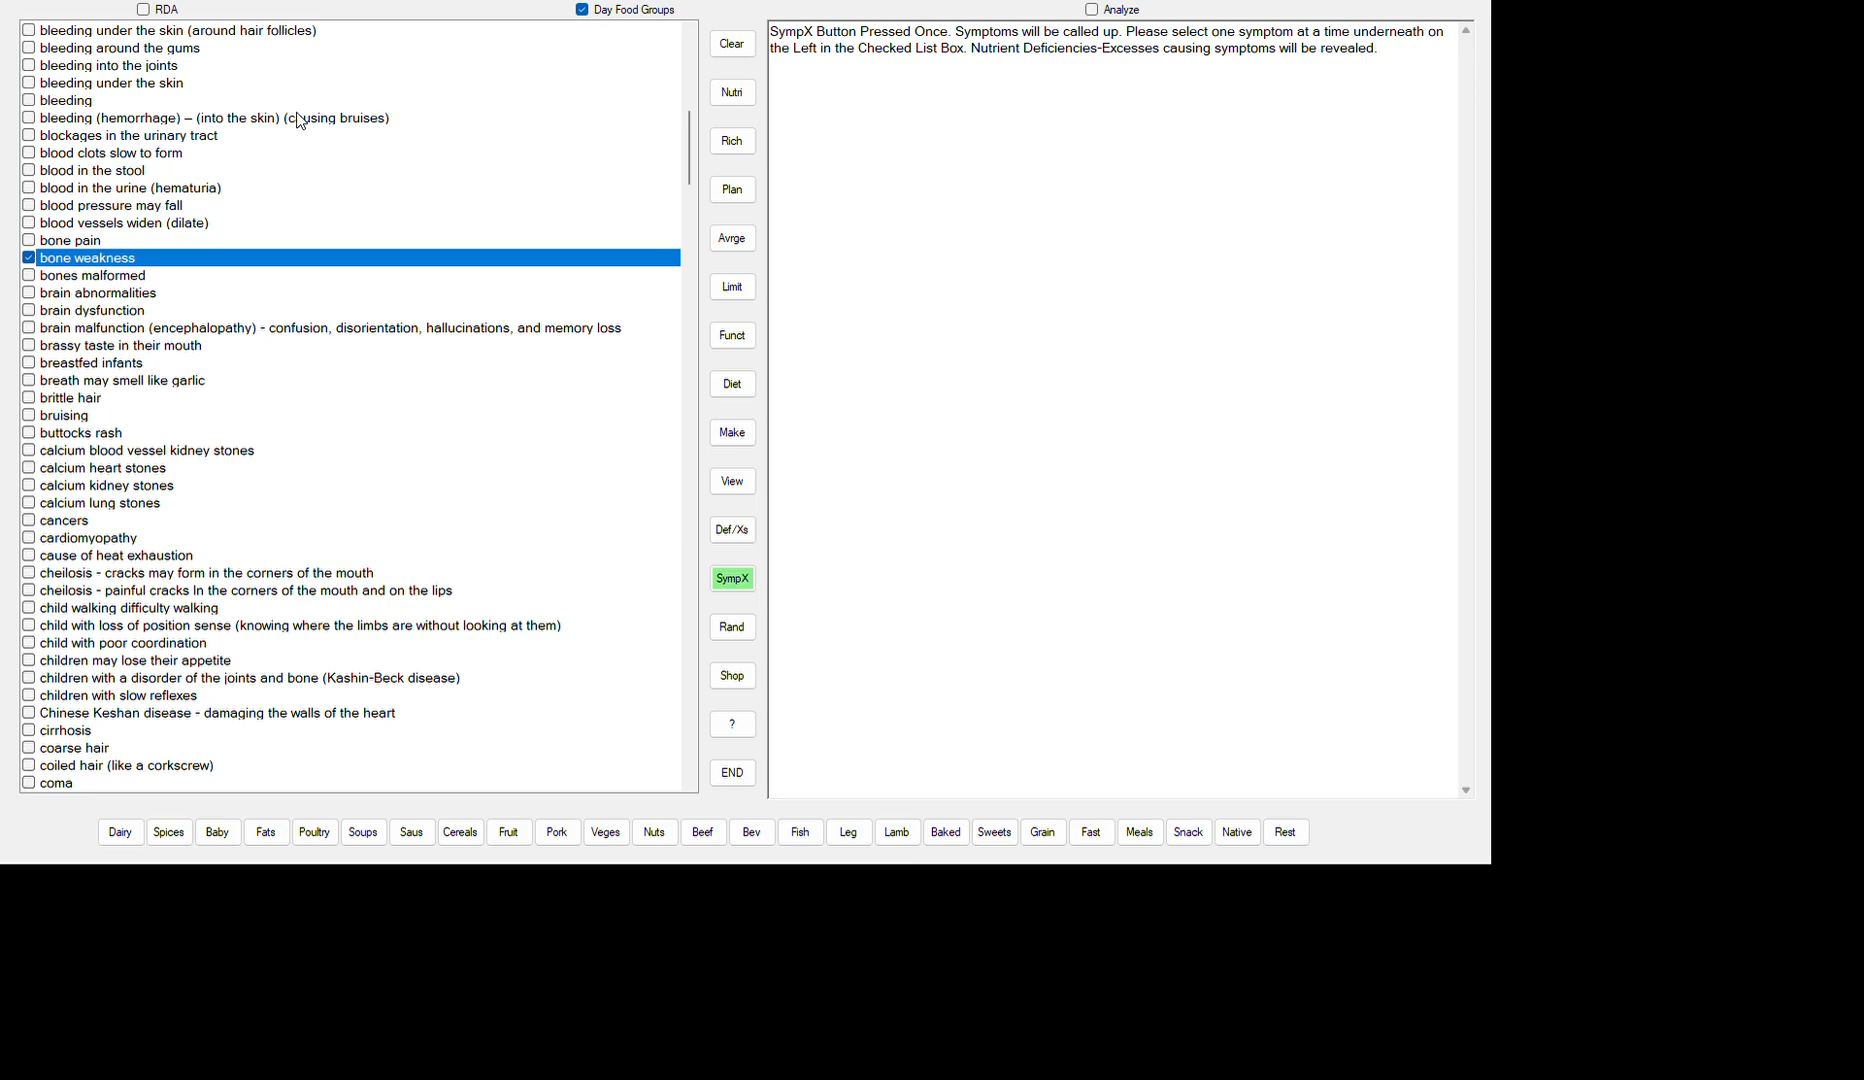 RDA
Day Food Groups
Analyze
bleeding under the skin (around hair follicles)
bleeding around the gums
bleeding into the joints
bleeding under the skin
bleeding
bleeding (hemorrhage) – (into the skin) (causing bruises)
blockages in the urinary tract
blood clots slow to form
blood in the stool
blood in the urine (hematuria)
blood pressure may fall
blood vessels widen (dilate)
bone pain
bone weakness
bones malformed
brain abnormalities
brain dysfunction
brain malfunction (encephalopathy) - confusion, disorientation, hallucinations, and memory loss
brassy taste in their mouth
breastfed infants
breath may smell like garlic
brittle hair
bruising
buttocks rash
calcium blood vessel kidney stones
calcium heart stones
calcium kidney stones
calcium lung stones
cancers
cardiomyopathy
cause of heat exhaustion
cheilosis - cracks may form in the corners of the mouth
cheilosis - painful cracks In the corners of the mouth and on the lips
child walking difficulty walking
child with loss of position sense (knowing where the limbs are without looking at them)
child with poor coordination
children may lose their appetite
children with a disorder of the joints and bone (Kashin-Beck disease)
children with slow reflexes
Chinese Keshan disease - damaging the walls of the heart
cirrhosis
coarse hair
coiled hair (like a corkscrew)
coma
Clear
Nutri
Rich
Plan
Avrge
Limit
Funct
Diet
Make
View
Def/Xs
SympX
Rand
Shop
?
END
SympX Button Pressed Once. Symptoms will be called up. Please select one symptom at a time underneath on
the Left in the Checked List Box. Nutrient Deficiencies-Excesses causing symptoms will be revealed.
Dairy Spices Baby Fats Poultry Soups Saus Cereals Fruit Pork Veges Nuts Beef Bev Fish Leg Lamb Baked Sweets Grain Fast Meals Snack Native Rest